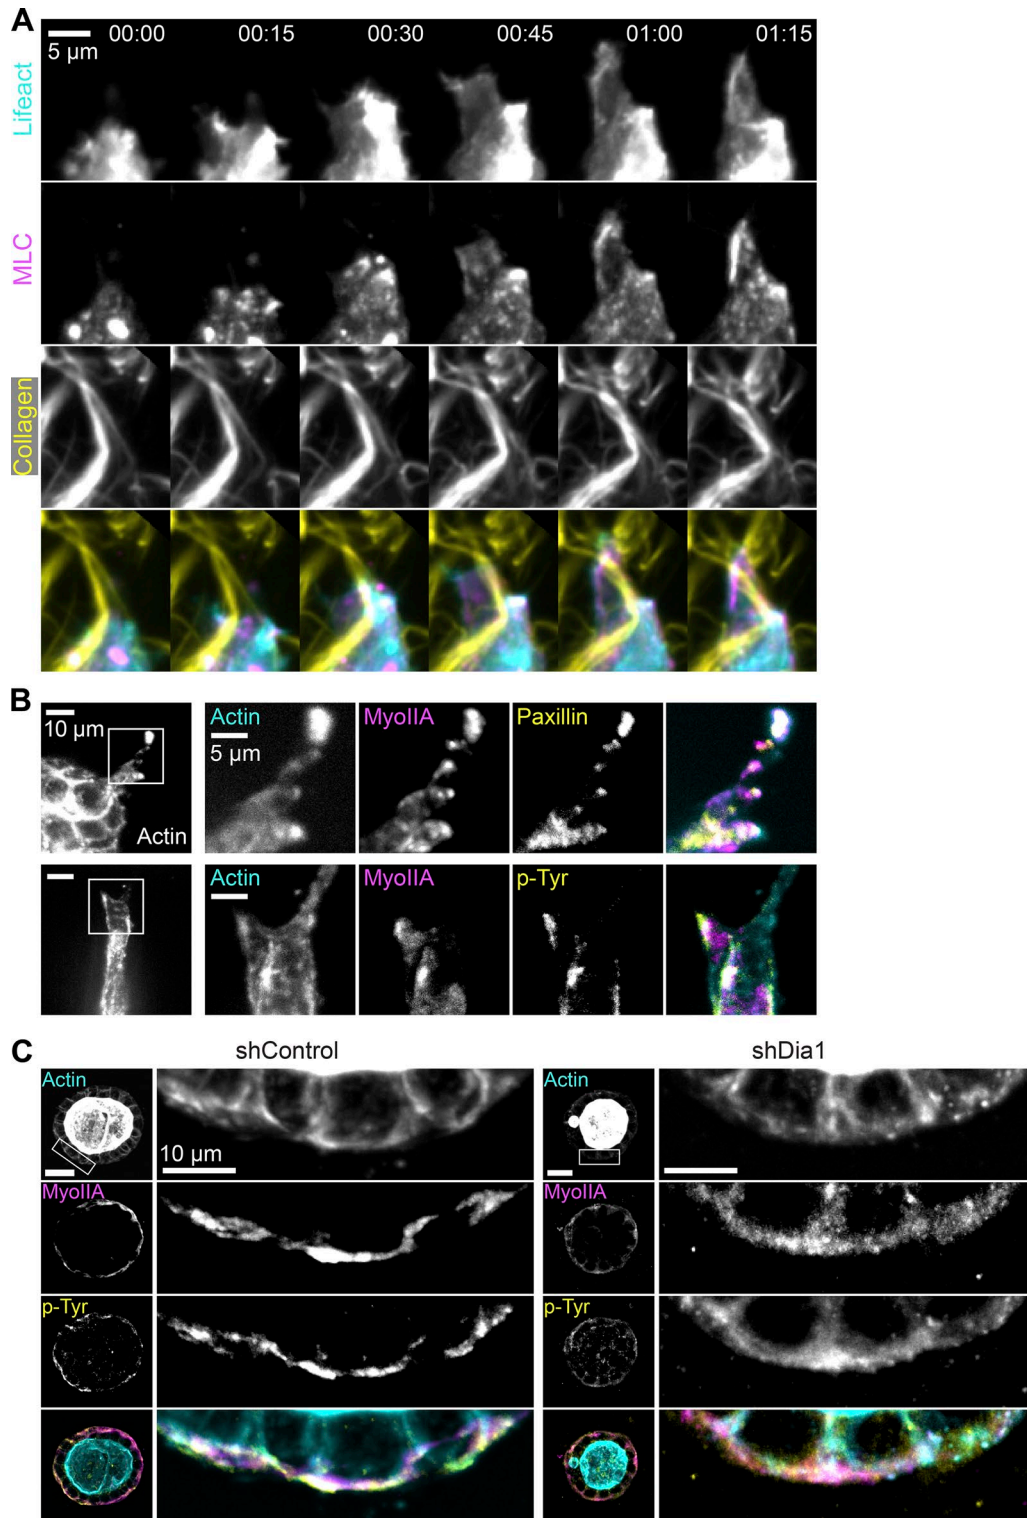 A
00:00 00:15 00:30 00:45 01:00 01:15
5 µm
Lifeact
MLC
Collagen
B
10 µm
Actin
Actin MyoIIA Paxillin
5 µm
Actin MyoIIA p-Tyr
C
shControl shDia1
Actin Actin
10 µm
MyoIIA MyoIIA
p-Tyr p-Tyr